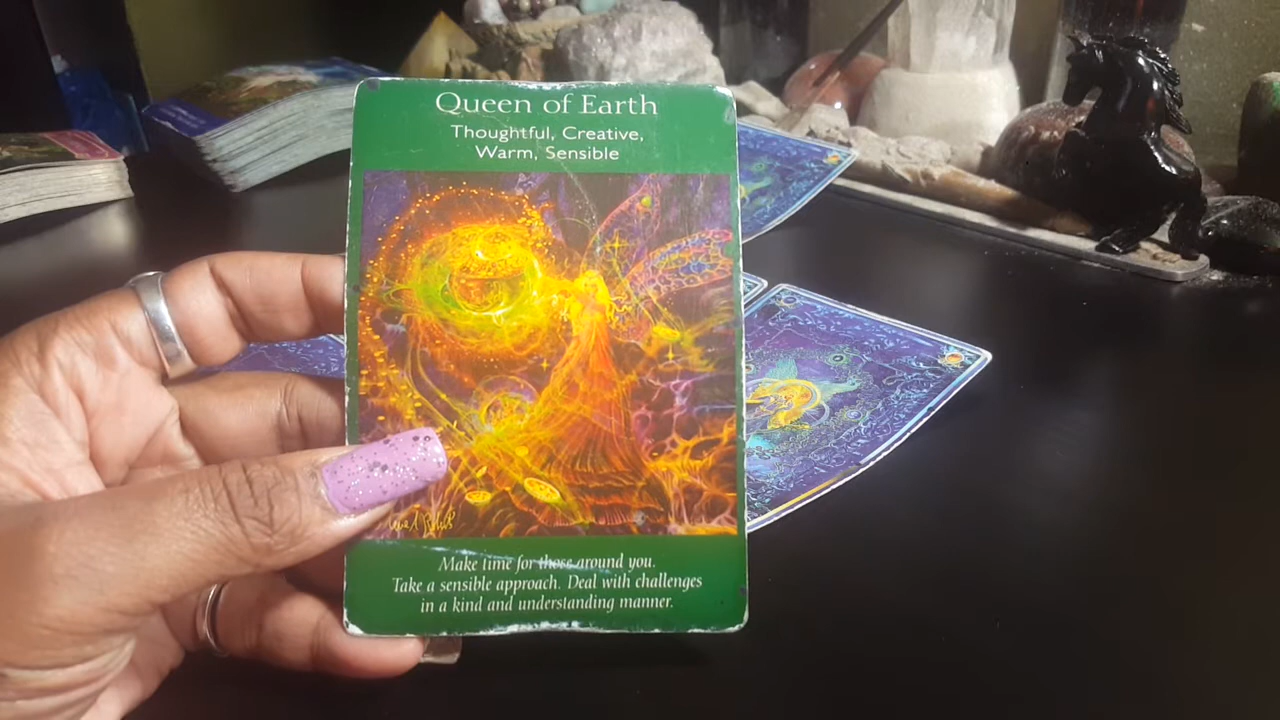 Queen of Earth
Thoughtful, Creative,
Warm, Sensible
Make time for those around you.
Take a sensible approach. Deal with challenges
in a kind and understanding manner.